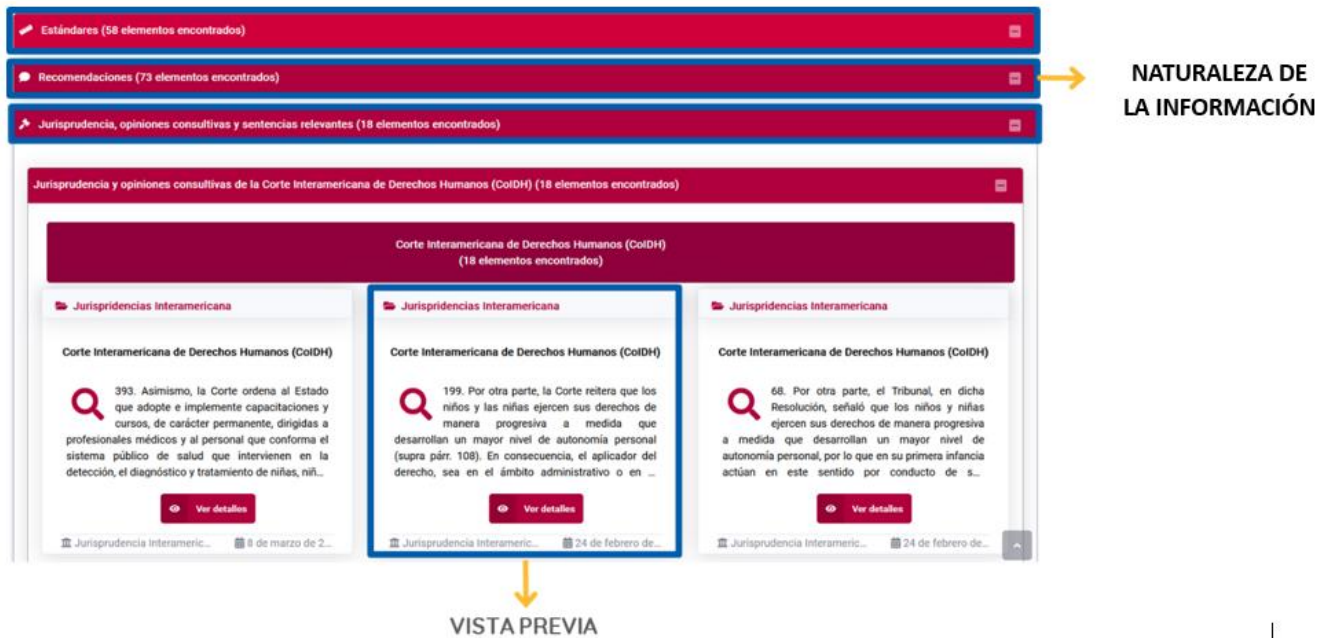 Estándares (58 elementos encontrados)
Recomendaciones (73 elementos encontrados)
NATURALEZA DE
LA INFORMACIÓN
Jurisprudencia, opiniones consultivas y sentencias relevantes (18 elementos encontrados)
Jurisprudencia y opiniones consultivas de la Corte Interamericana de Derechos Humanos (CoIDH) (18 elementos encontrados)
Corte Interamericana de Derechos Humanos (CoIDH)
(18 elementos encontrados)
Jurispridencias Interamericana
Corte Interamericana de Derechos Humanos (CoIDH)
393. Asimismo, la Corte ordena al Estado
que adopte e implemente capacitaciones y
cursos, de carácter permanente, dirigidas a
profesionales médicos y al personal que conforma el
sistema público de salud que intervienen en la
detección, el diagnóstico y tratamiento de niñas, niñ...
Ver detalles
Jurisprudencia Interameric... 8 de marzo de 2...
Jurispridencias Interamericana
Corte Interamericana de Derechos Humanos (CoIDH)
199. Por otra parte, la Corte reitera que los
niños y las niñas ejercen sus derechos de
manera progresiva a medida que
desarrollan un mayor nivel de autonomía personal
(supra párr. 108). En consecuencia, el aplicador del
derecho, sea en el ámbito administrativo o en ...
Ver detalles
Jurisprudencia Interameric... 24 de febrero de...
Jurispridencias Interamericana
Corte Interamericana de Derechos Humanos (CoIDH)
68. Por otra parte, el Tribunal, en dicha
Resolución, señaló que los niños y niñas
ejercen sus derechos de manera progresiva
a medida que desarrollan un mayor nivel de
autonomía personal, por lo que en su primera infancia
actúan en este sentido por conducto de s...
Ver detalles
Jurisprudencia Interameric... 24 de febrero de...
VISTA PREVIA